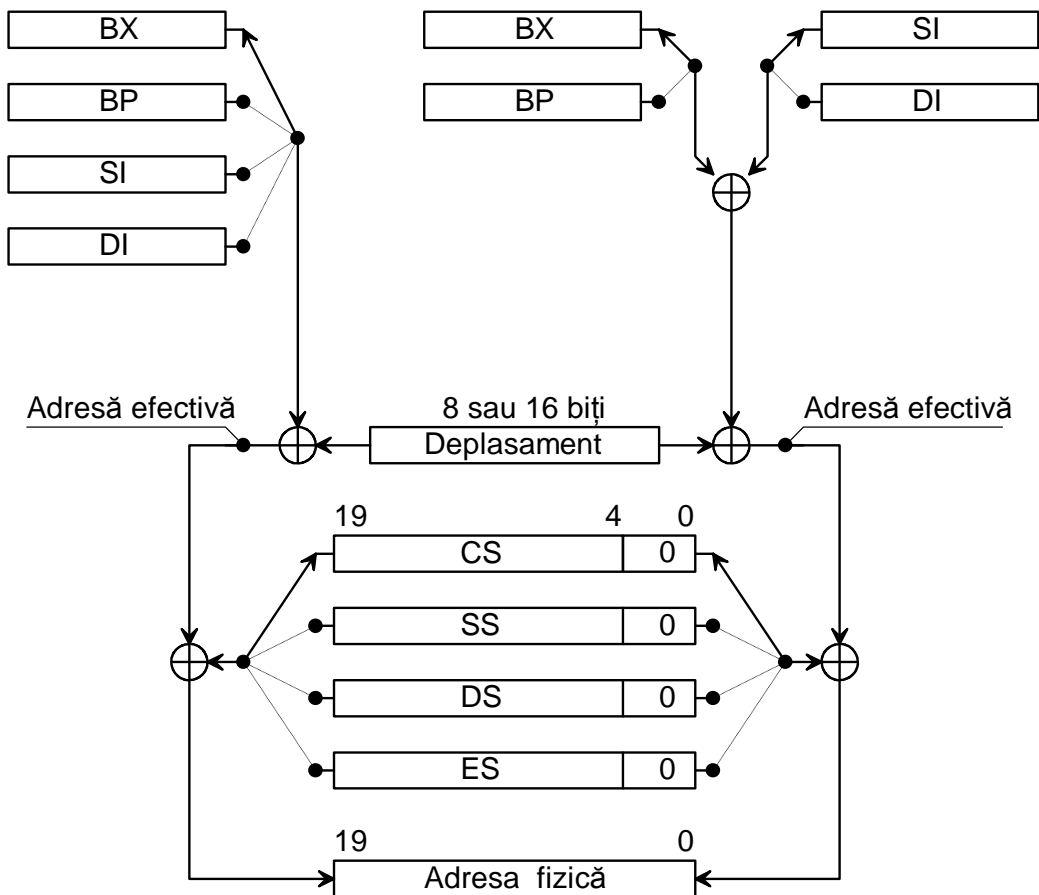 BX
BX
SI
BP
BP
DI
SI
DI
Adresă efectivă
8 sau 16 biți
Adresă efectivă
Deplasament
19 4 0
CS 0
SS 0
DS 0
ES 0
19 0
Adresa fizică